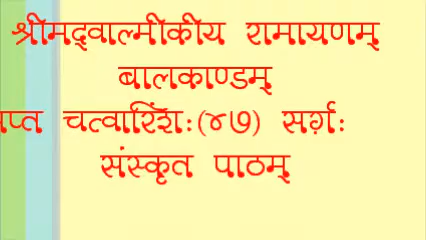 श्रीमद्वाल्मीकीय रामायणम्
बालकाण्डम्
प्त चत्वारिंशः(४७) सर्ग़ः
संस्कृत पाठम्